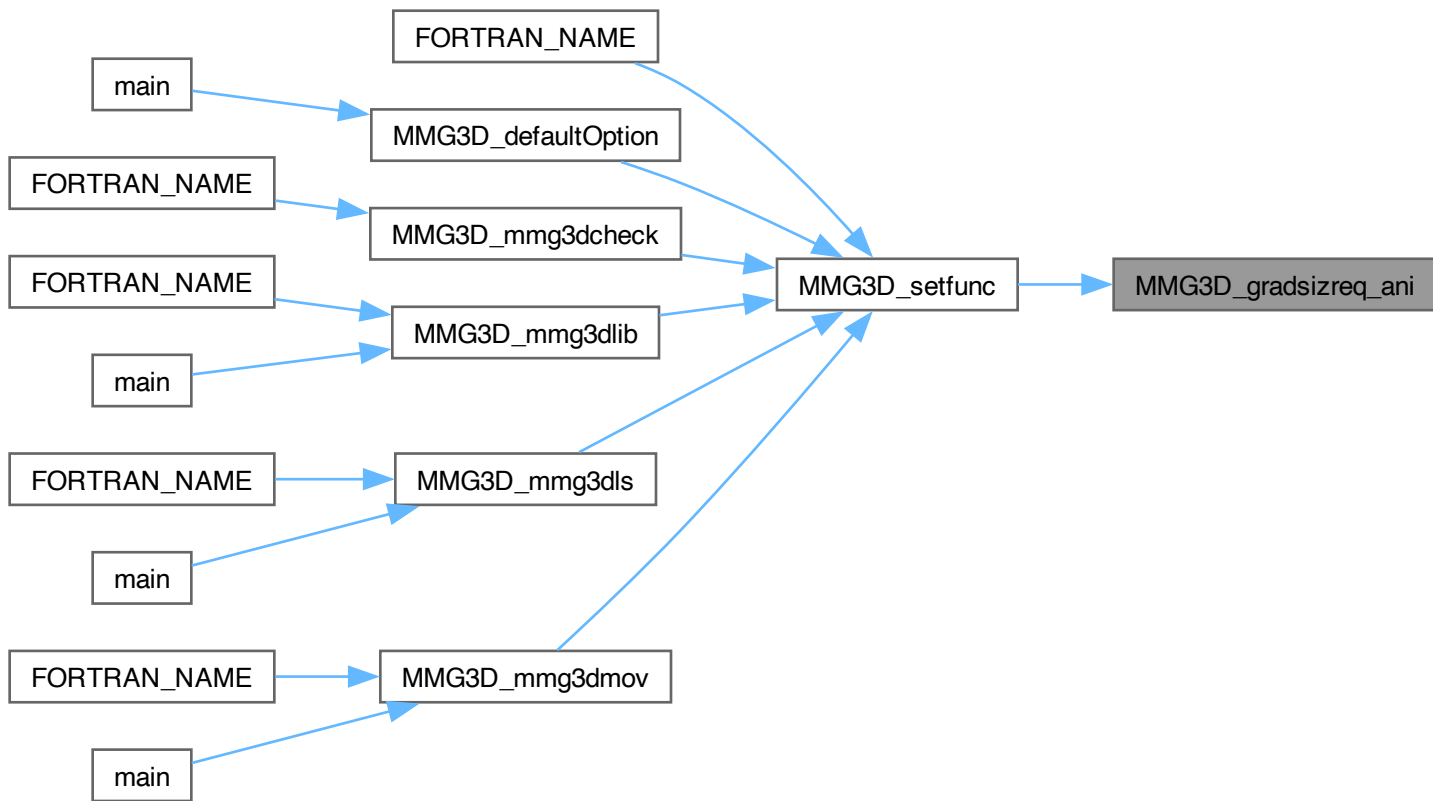 FORTRAN_NAME
main
MMG3D_defaultOption
FORTRAN_NAME
MMG3D_mmg3dcheck
FORTRAN_NAME
MMG3D_setfunc
MMG3D_gradsizreq_ani
MMG3D_mmg3dlib
main
FORTRAN_NAME
MMG3D_mmg3dls
main
FORTRAN_NAME
MMG3D_mmg3dmov
main